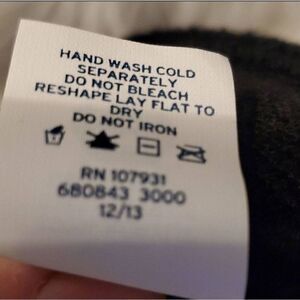 HAND WASH COLD
SEPARATELY
DO NOT BLEACH
RESHAPE LAY FLAT TO
DRY
DO NOT IRON
RN 107931
680843 3000
12/13